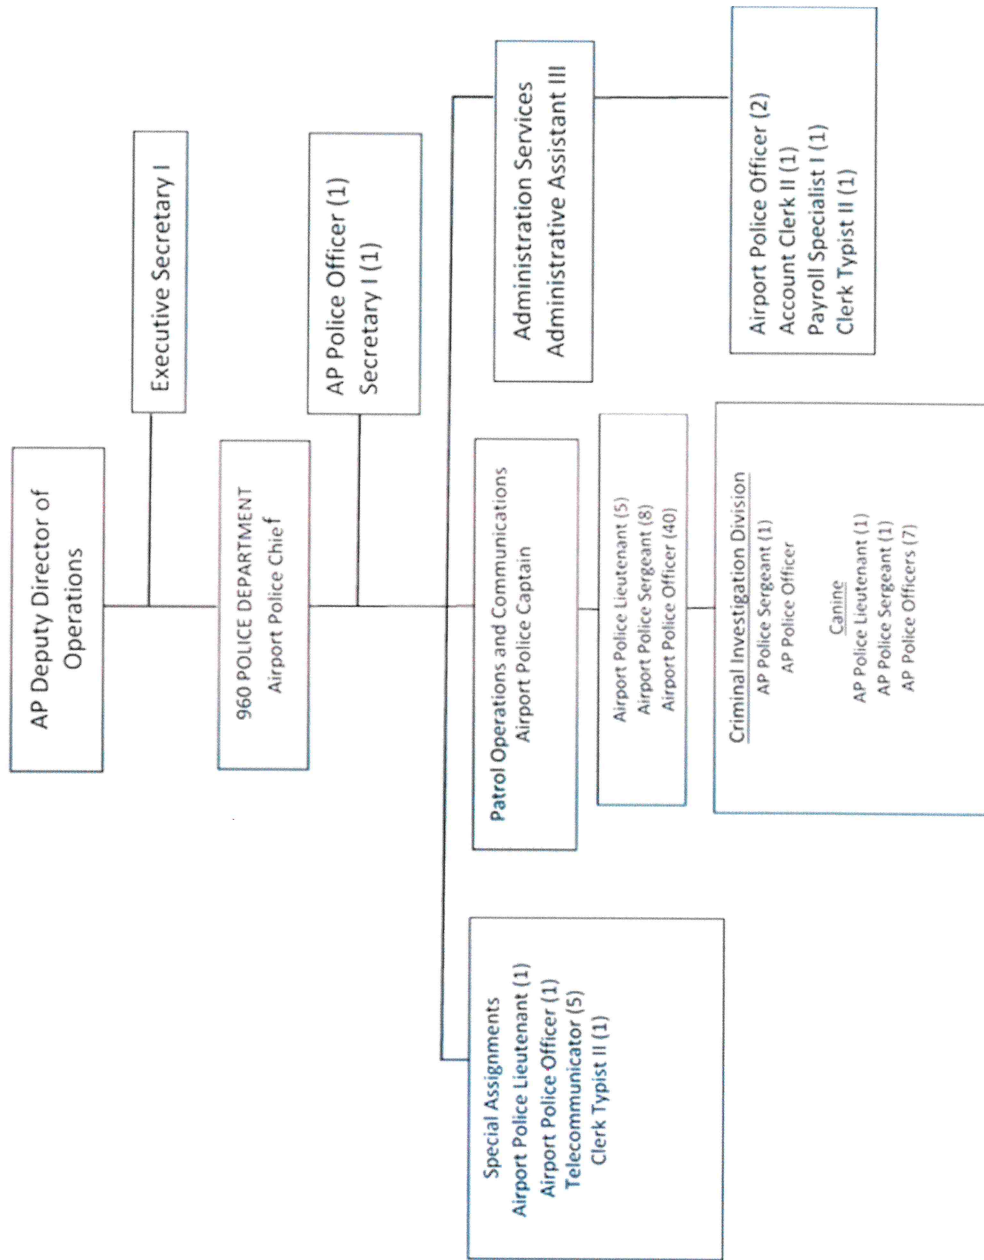 AP Deputy Director of
Operations
Executive Secretary I
960 POLICE DEPARTMENT
Airport Police Chief
AP Police Officer (1)
Secretary I (1)
Special Assignments
Airport Police Lieutenant (1)
Airport Police Officer (1)
Telecommunicator (5)
Clerk Typist II (1)
Patrol Operations and Communications
Airport Police Captain
Airport Police Lieutenant (5)
Airport Police Sergeant (8)
Airport Police Officer (40)
Criminal Investigation Division
AP Police Sergeant (1)
AP Police Officer
Canine
AP Police Lieutenant (1)
AP Police Sergeant (1)
AP Police Officers (7)
Administration Services
Administrative Assistant III
Airport Police Officer (2)
Account Clerk II (1)
Payroll Specialist I (1)
Clerk Typist II (1)